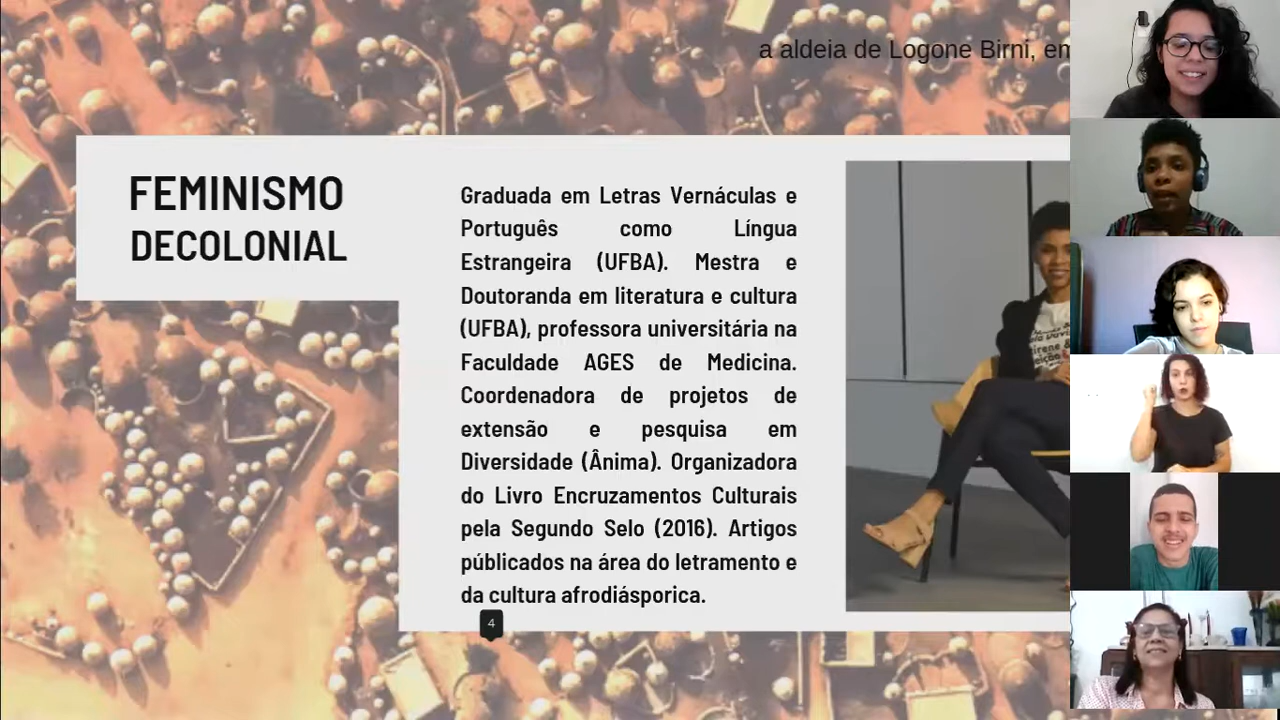 a aldeia de Logone Birni, em
FEMINISMO
DECOLONIAL
Graduada em Letras Vernáculas e
Português como Língua
Estrangeira (UFBA). Mestra e
Doutoranda em literatura e cultura
(UFBA), professora universitária na
Faculdade AGES de Medicina.
Coordenadora de projetos de
extensão e pesquisa em
Diversidade (Ânima). Organizadora
do Livro Encruzamentos Culturais
pela Segundo Selo (2016). Artigos
públicados na área do letramento e
da cultura afrodiásporica.
4